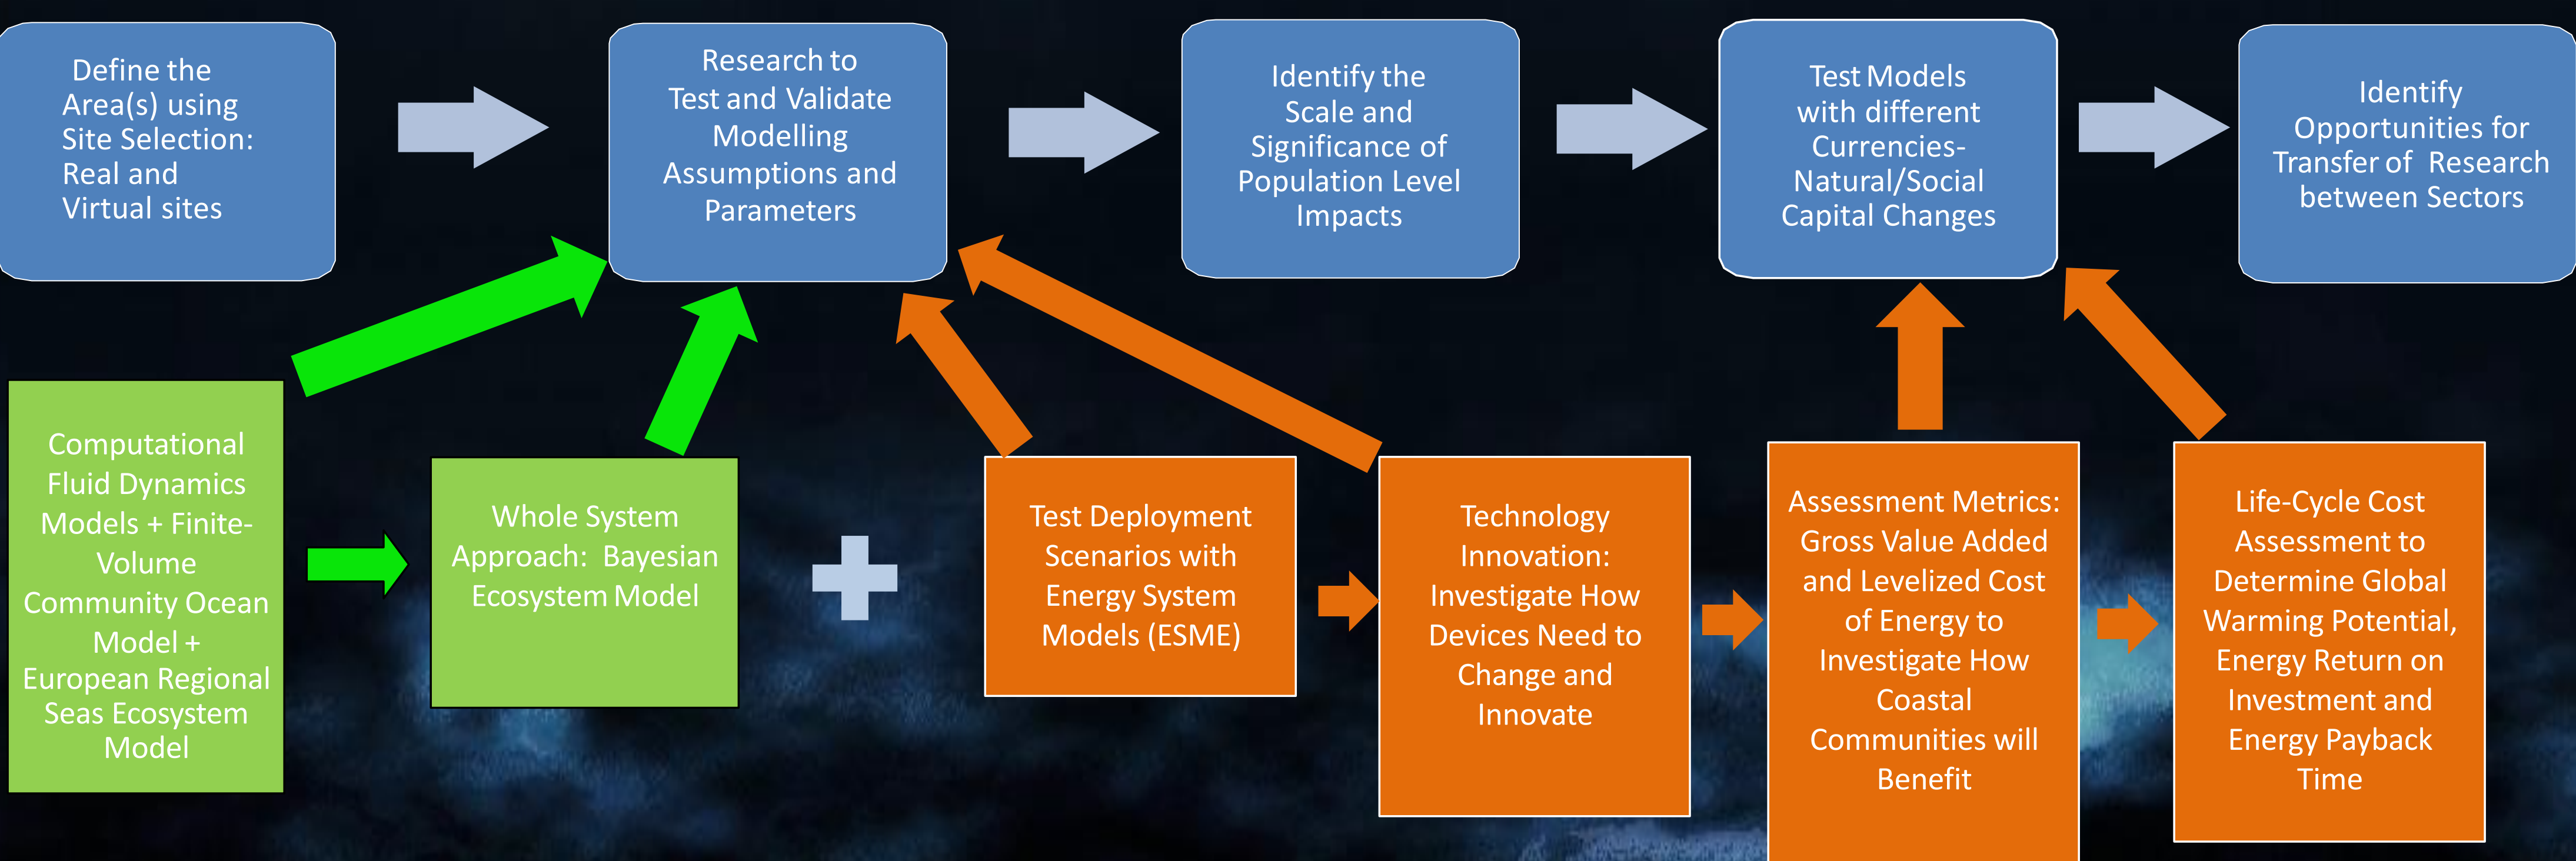 Define the
Area(s) using
Site Selection:
Real and
Virtual sites
Research to
Test and Validate
Modelling
Assumptions and
Parameters
Identify the
Scale and
Significance of
Population Level
Impacts
Test Models
with different
Currencies-
Natural/Social
Capital Changes
Identify
Opportunities for
Transfer of Research
between Sectors
Computational
Fluid Dynamics
Models + Finite-
Volume
Community Ocean
Model +
European Regional
Seas Ecosystem
Model
Whole System
Approach: Bayesian
Ecosystem Model
Test Deployment
Scenarios with
Energy System
Models (ESME)
Technology
Innovation:
Investigate How
Devices Need to
Change and
Innovate
Assessment Metrics:
Gross Value Added
and Levelized Cost
of Energy to
Investigate How
Coastal
Communities will
Benefit
Life-Cycle Cost
Assessment to
Determine Global
Warming Potential,
Energy Return on
Investment and
Energy Payback
Time